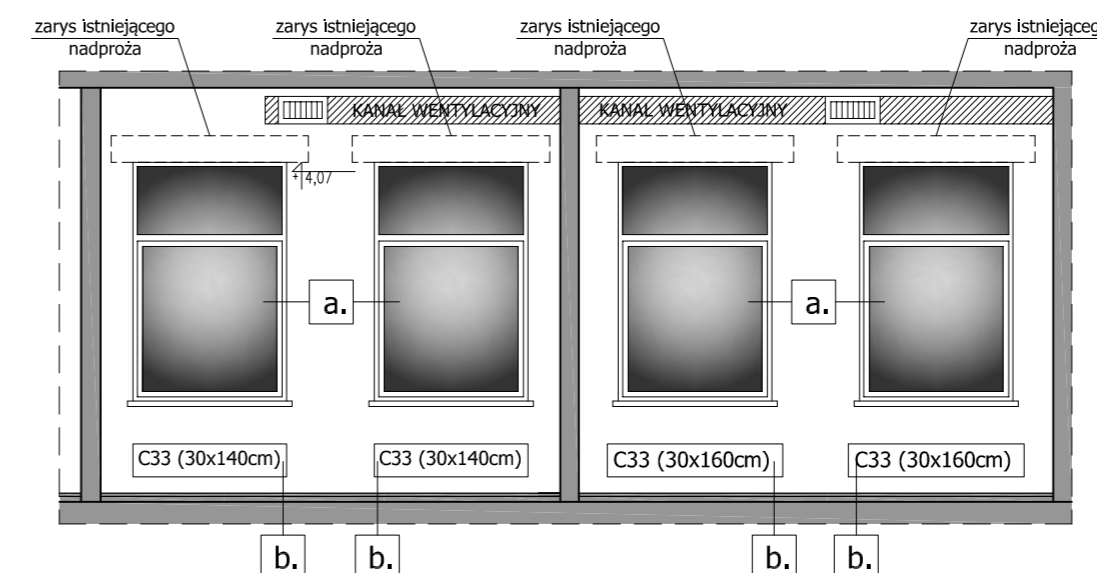 zarys istniejącego
nadproża
zarys istniejącego
nadproża
zarys istniejącego
nadproża
zarys istniejąceg
nadproża
KANAŁ WENTYLACYJNY
KANAŁ WENTYLACYJNY
4,07
a.
a.
C33 (30x140cm)
C33 (30x140cm)
C33 (30x160cm)
C33 (30x160cm)
b.
b.
b.
b.